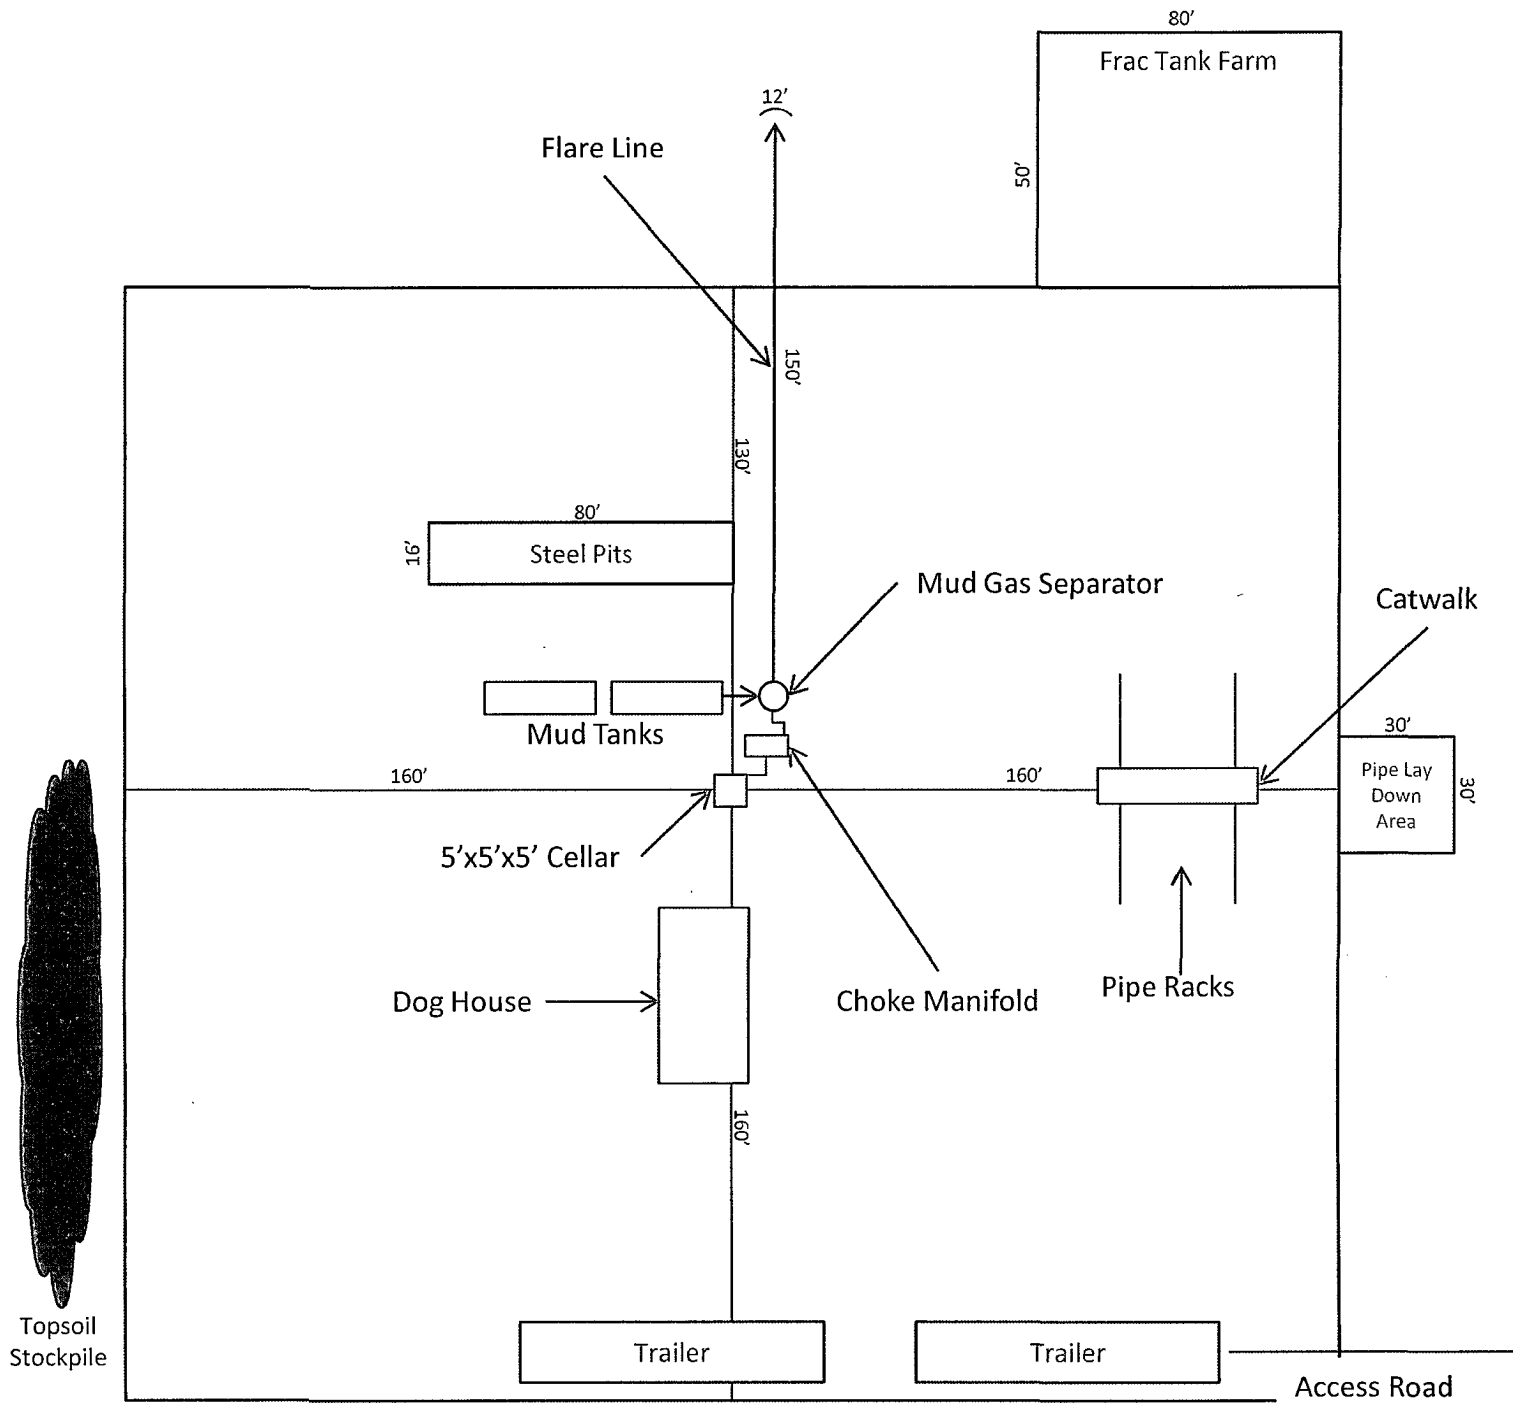 80’
Frac Tank Farm
12’
Flare Line
50’
150’
130’
80’
16’
Steel Pits
Mud Gas Separator
Catwalk
Mud Tanks
30’
160’
160’
Pipe Lay
Down
Area
30’
5’x5’x5’ Cellar
Dog House
Choke Manifold
Pipe Racks
160’
Topsoil
Stockpile
Trailer
Trailer
Access Road